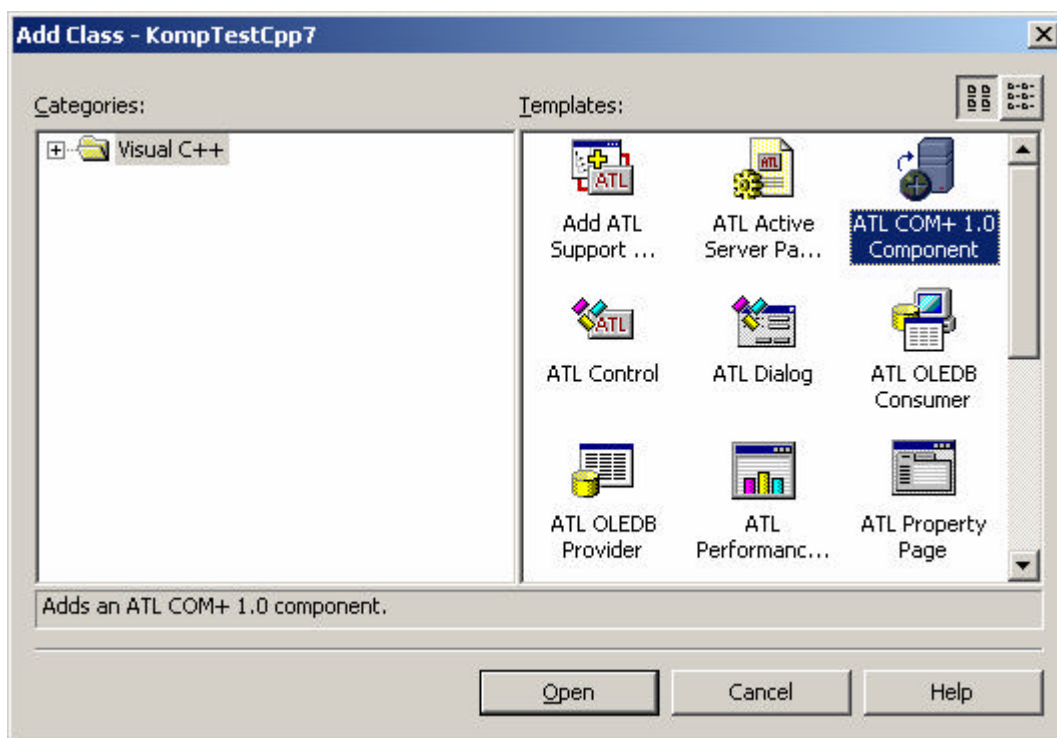 Add Class - KompTestCpp7
Categories:
Templates:
Visual C++
Add ATL
Support ...
ATL Active
Server Pa...
ATL COM+ 1.0
Component
ATL Control
ATL Dialog
ATL OLEDB
Consumer
ATL OLEDB
Provider
ATL
Performanc...
ATL Property
Page
Adds an ATL COM+ 1.0 component.
Open
Cancel
Help